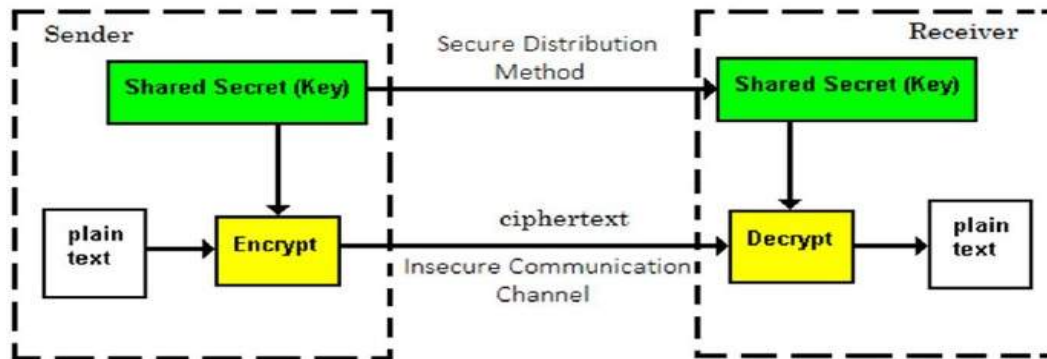 Sender
Receiver
Secure Distribution
Method
Shared Secret (Key)
Shared Secret (Key)
plain
text
Encrypt
ciphertext
Insecure Communication
Channel
Decrypt
plain
text